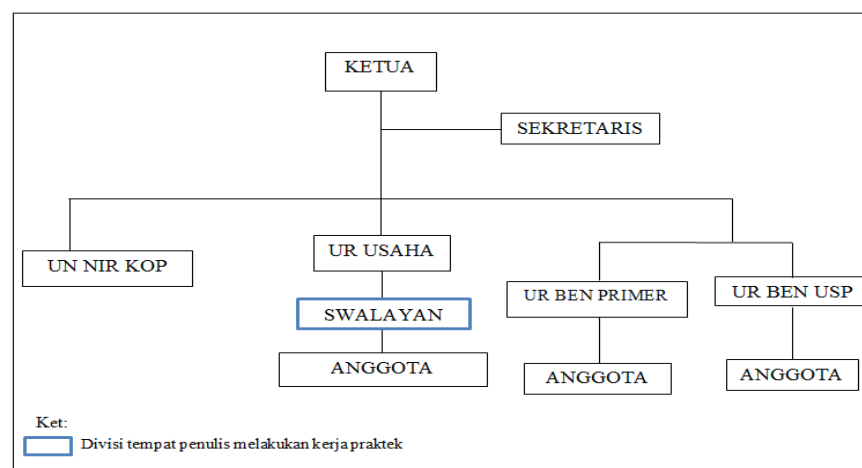 KETUA
SEKRETARIS
UN NIR KOP
UR USAHA
UR BEN PRIMER
UR BEN USP
SWALAYAN
ANGGOTA
ANGGOTA
ANGGOTA
Ket:
Divisi tempat penulis melakukan kerja praktek